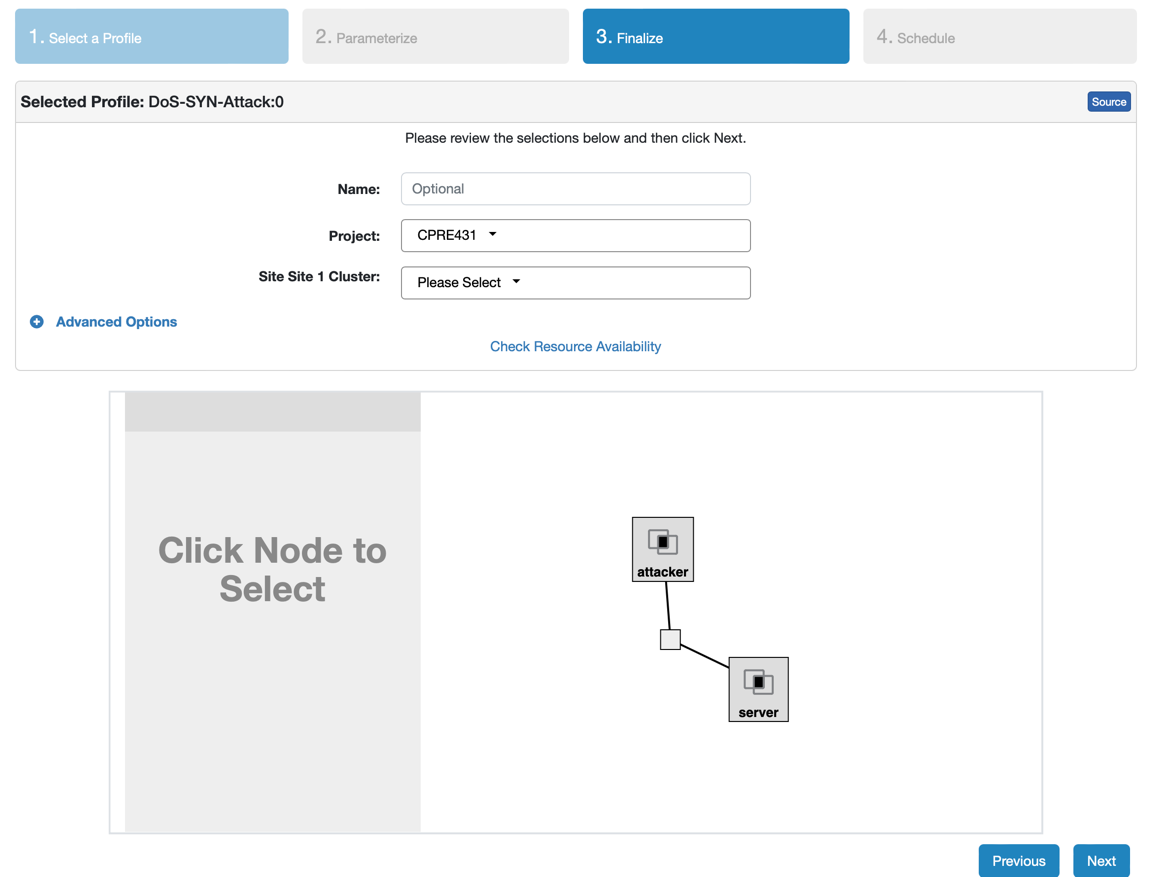 1. Select a Profile
2. Parameterize
3. Finalize
4. Schedule
Selected Profile: DoS-SYN-Attack:0
Source
Please review the selections below and then click Next.
Name:
Optional
Project:
CPRE431
Site Site 1 Cluster:
Please Select
Advanced Options
Check Resource Availability
Click Node to
Select
attacker
server
Previous
Next